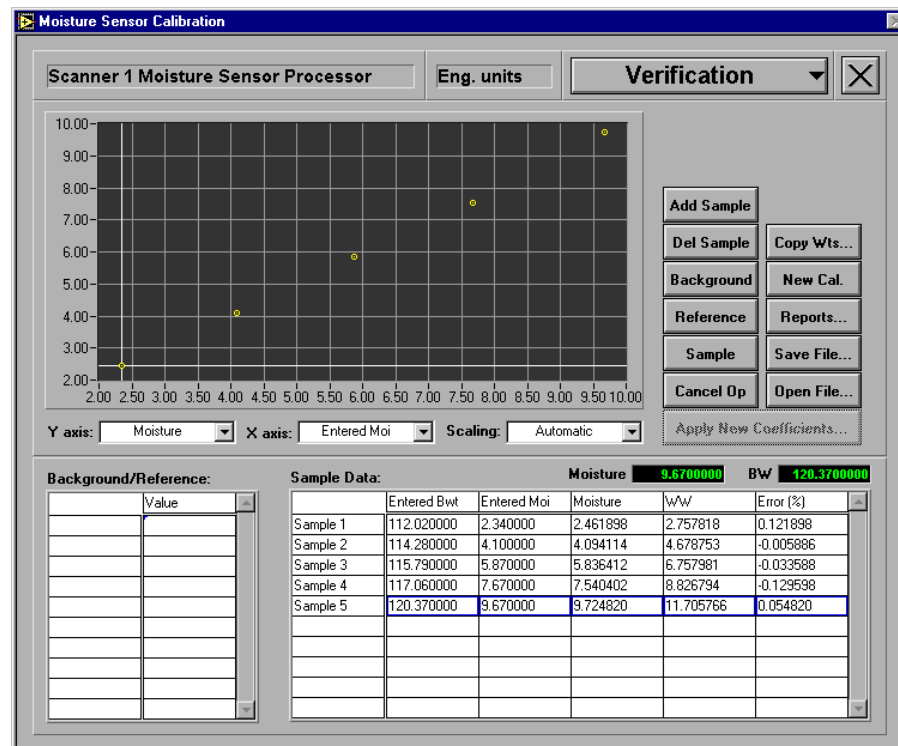 Moisture Sensor Calibration
Scanner 1 Moisture Sensor Processor Eng. units Verification
10.00
9.00
8.00
7.00
6.00
5.00
4.00
3.00
2.00
2.00 2.50 3.00 3.50 4.00 4.50 5.00 5.50 6.00 6.50 7.00 7.50 8.00 8.50 9.00 9.50 10.00
Y axis: Moisture X axis: Entered Moi Scaling: Automatic
Add Sample
Del Sample Copy Wts...
Background New Cal.
Reference Reports...
Sample Save File...
Cancel Op Open File...
Apply New Coefficients...
Background/Reference:
Value
Sample Data: Moisture 9.6700000 BW 120.3700000
Entered Bwt Entered Moi Moisture WW Error (%)
Sample 1 112.020000 2.340000 2.461898 2.757818 0.121898
Sample 2 114.280000 4.100000 4.094114 4.678753 -0.005886
Sample 3 115.790000 5.870000 5.836412 6.757981 -0.033588
Sample 4 117.060000 7.670000 7.540402 8.826794 -0.129598
Sample 5 120.370000 9.670000 9.724820 11.705766 0.054820